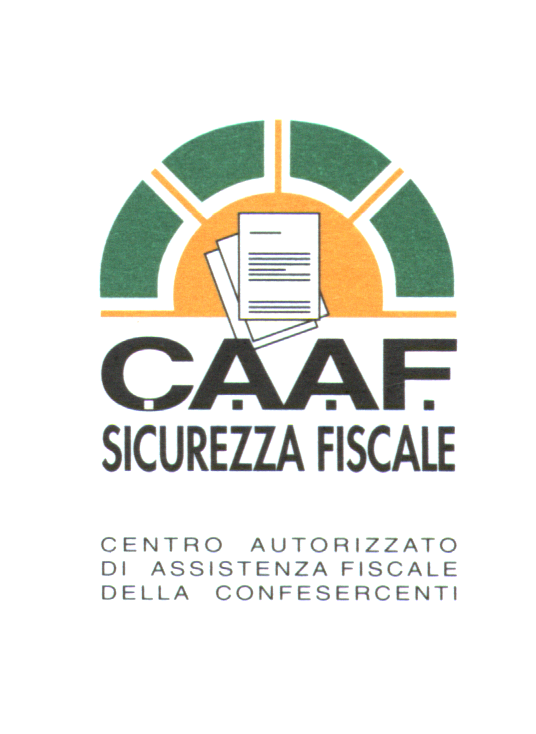 C.A.A.F.
SICUREZZA FISCALE
CENTRO AUTORIZZATO
DI ASSISTENZA FISCALE
DELLA CONFESERCENTI